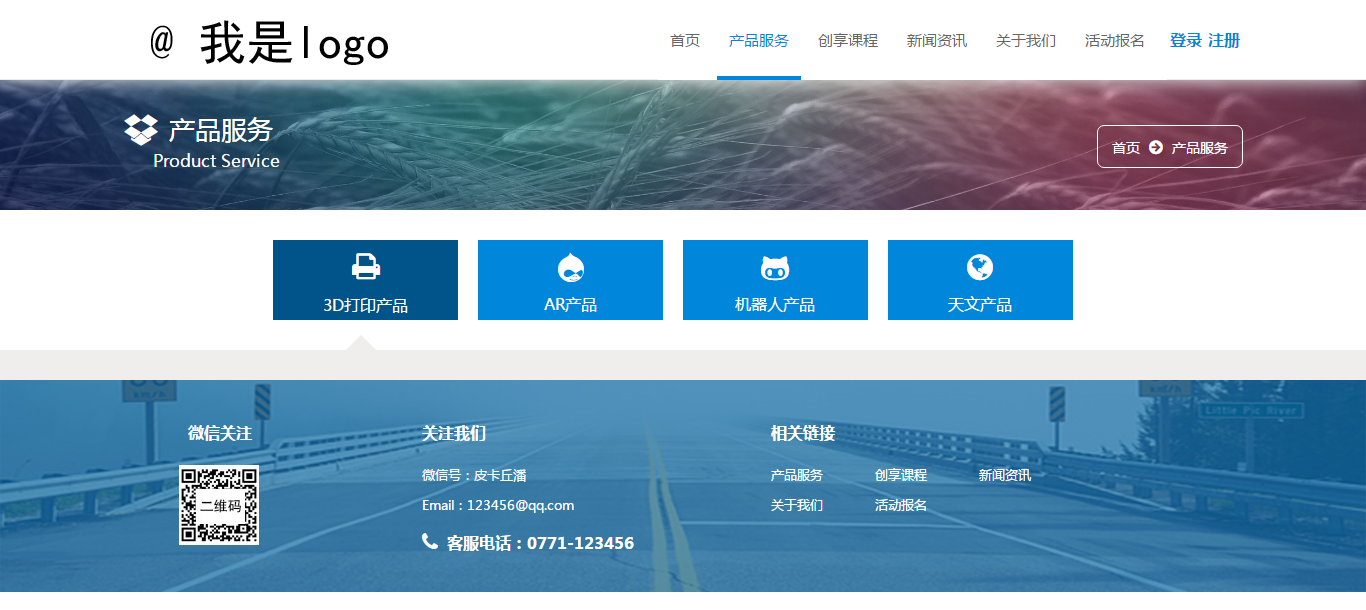 @ 我是logo
首页 产品服务 创享课程 新闻资讯 关于我们 活动报名 登录 注册
产品服务
Product Service
首页 产品服务
3D打印产品 AR产品 机器人产品 天文产品
km/h
km/h
Little Pic River
微信关注
二维码
关注我们
微信号：皮卡丘潘
Email : 123456@qq.com
客服电话：0771-123456
相关链接
产品服务 创享课程 新闻资讯
关于我们 活动报名